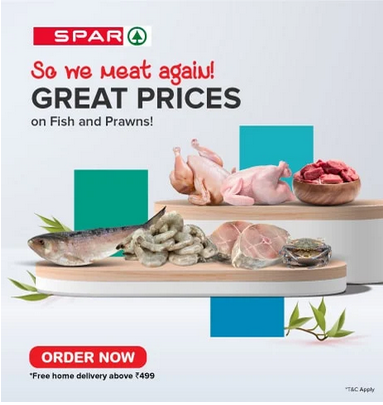 SPAR
So we meat again!
GREAT PRICES
on Fish and Prawns!
ORDER NOW
*Free home delivery above ₹499
*T&C Apply